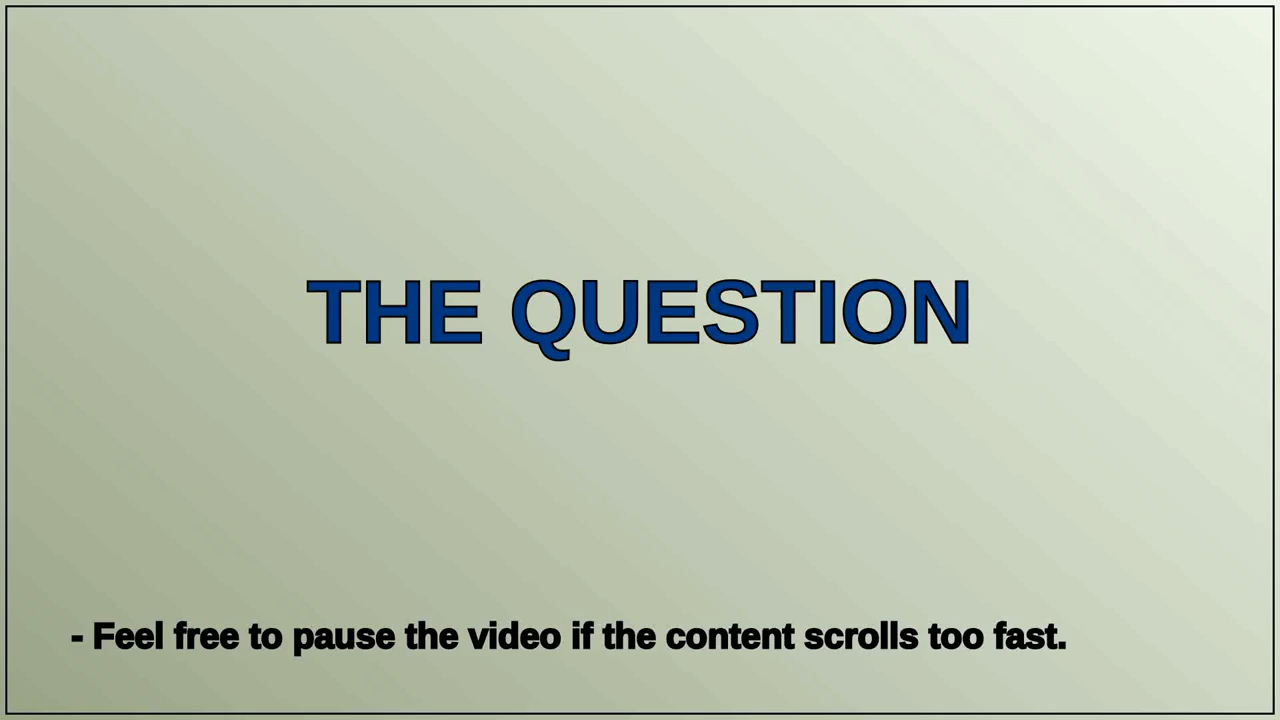 THE QUESTION
- Feel free to pause the video if the content scrolls too fast.